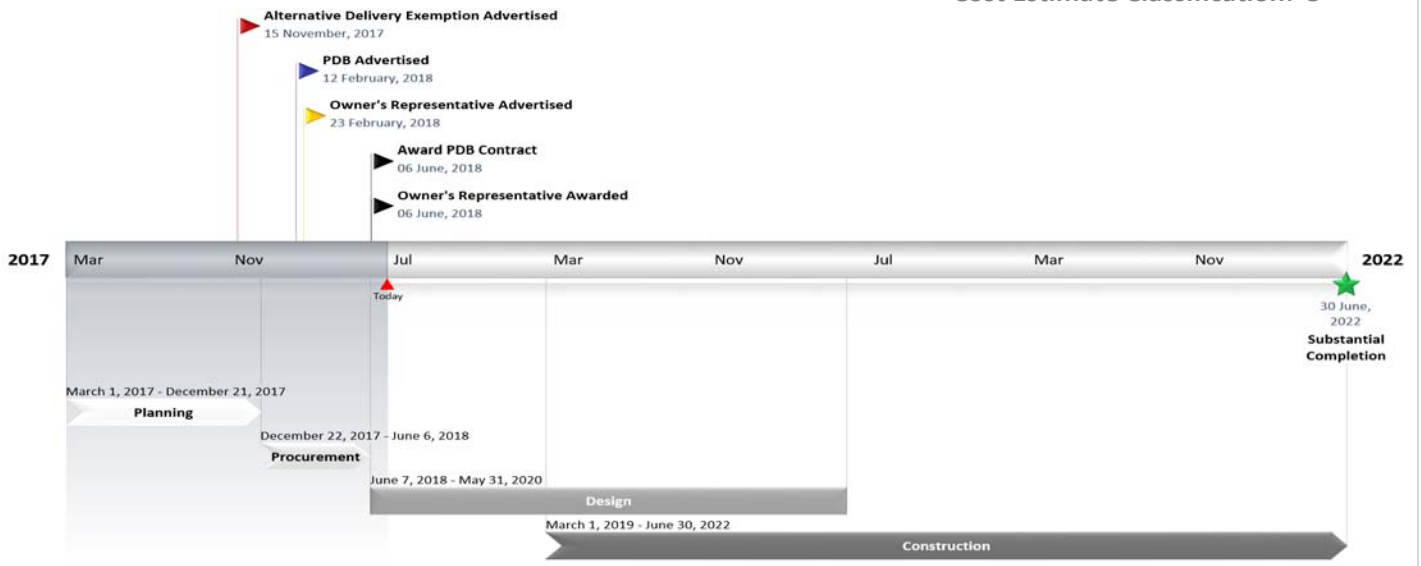 Alternative Delivery Exemption Advertised
15 November, 2017
PDB Advertised
12 February, 2018
Owner's Representative Advertised
23 February, 2018
Award PDB Contract
06 June, 2018
Owner's Representative Awarded
06 June, 2018
2017 Mar Nov Jul Mar Nov Jul Mar Nov 2022
Today
30 June,
2022
Substantial
Completion
March 1, 2017 - December 21, 2017
Planning
December 22, 2017 - June 6, 2018
Procurement
June 7, 2018 - May 31, 2020
Design
March 1, 2019 - June 30, 2022
Construction